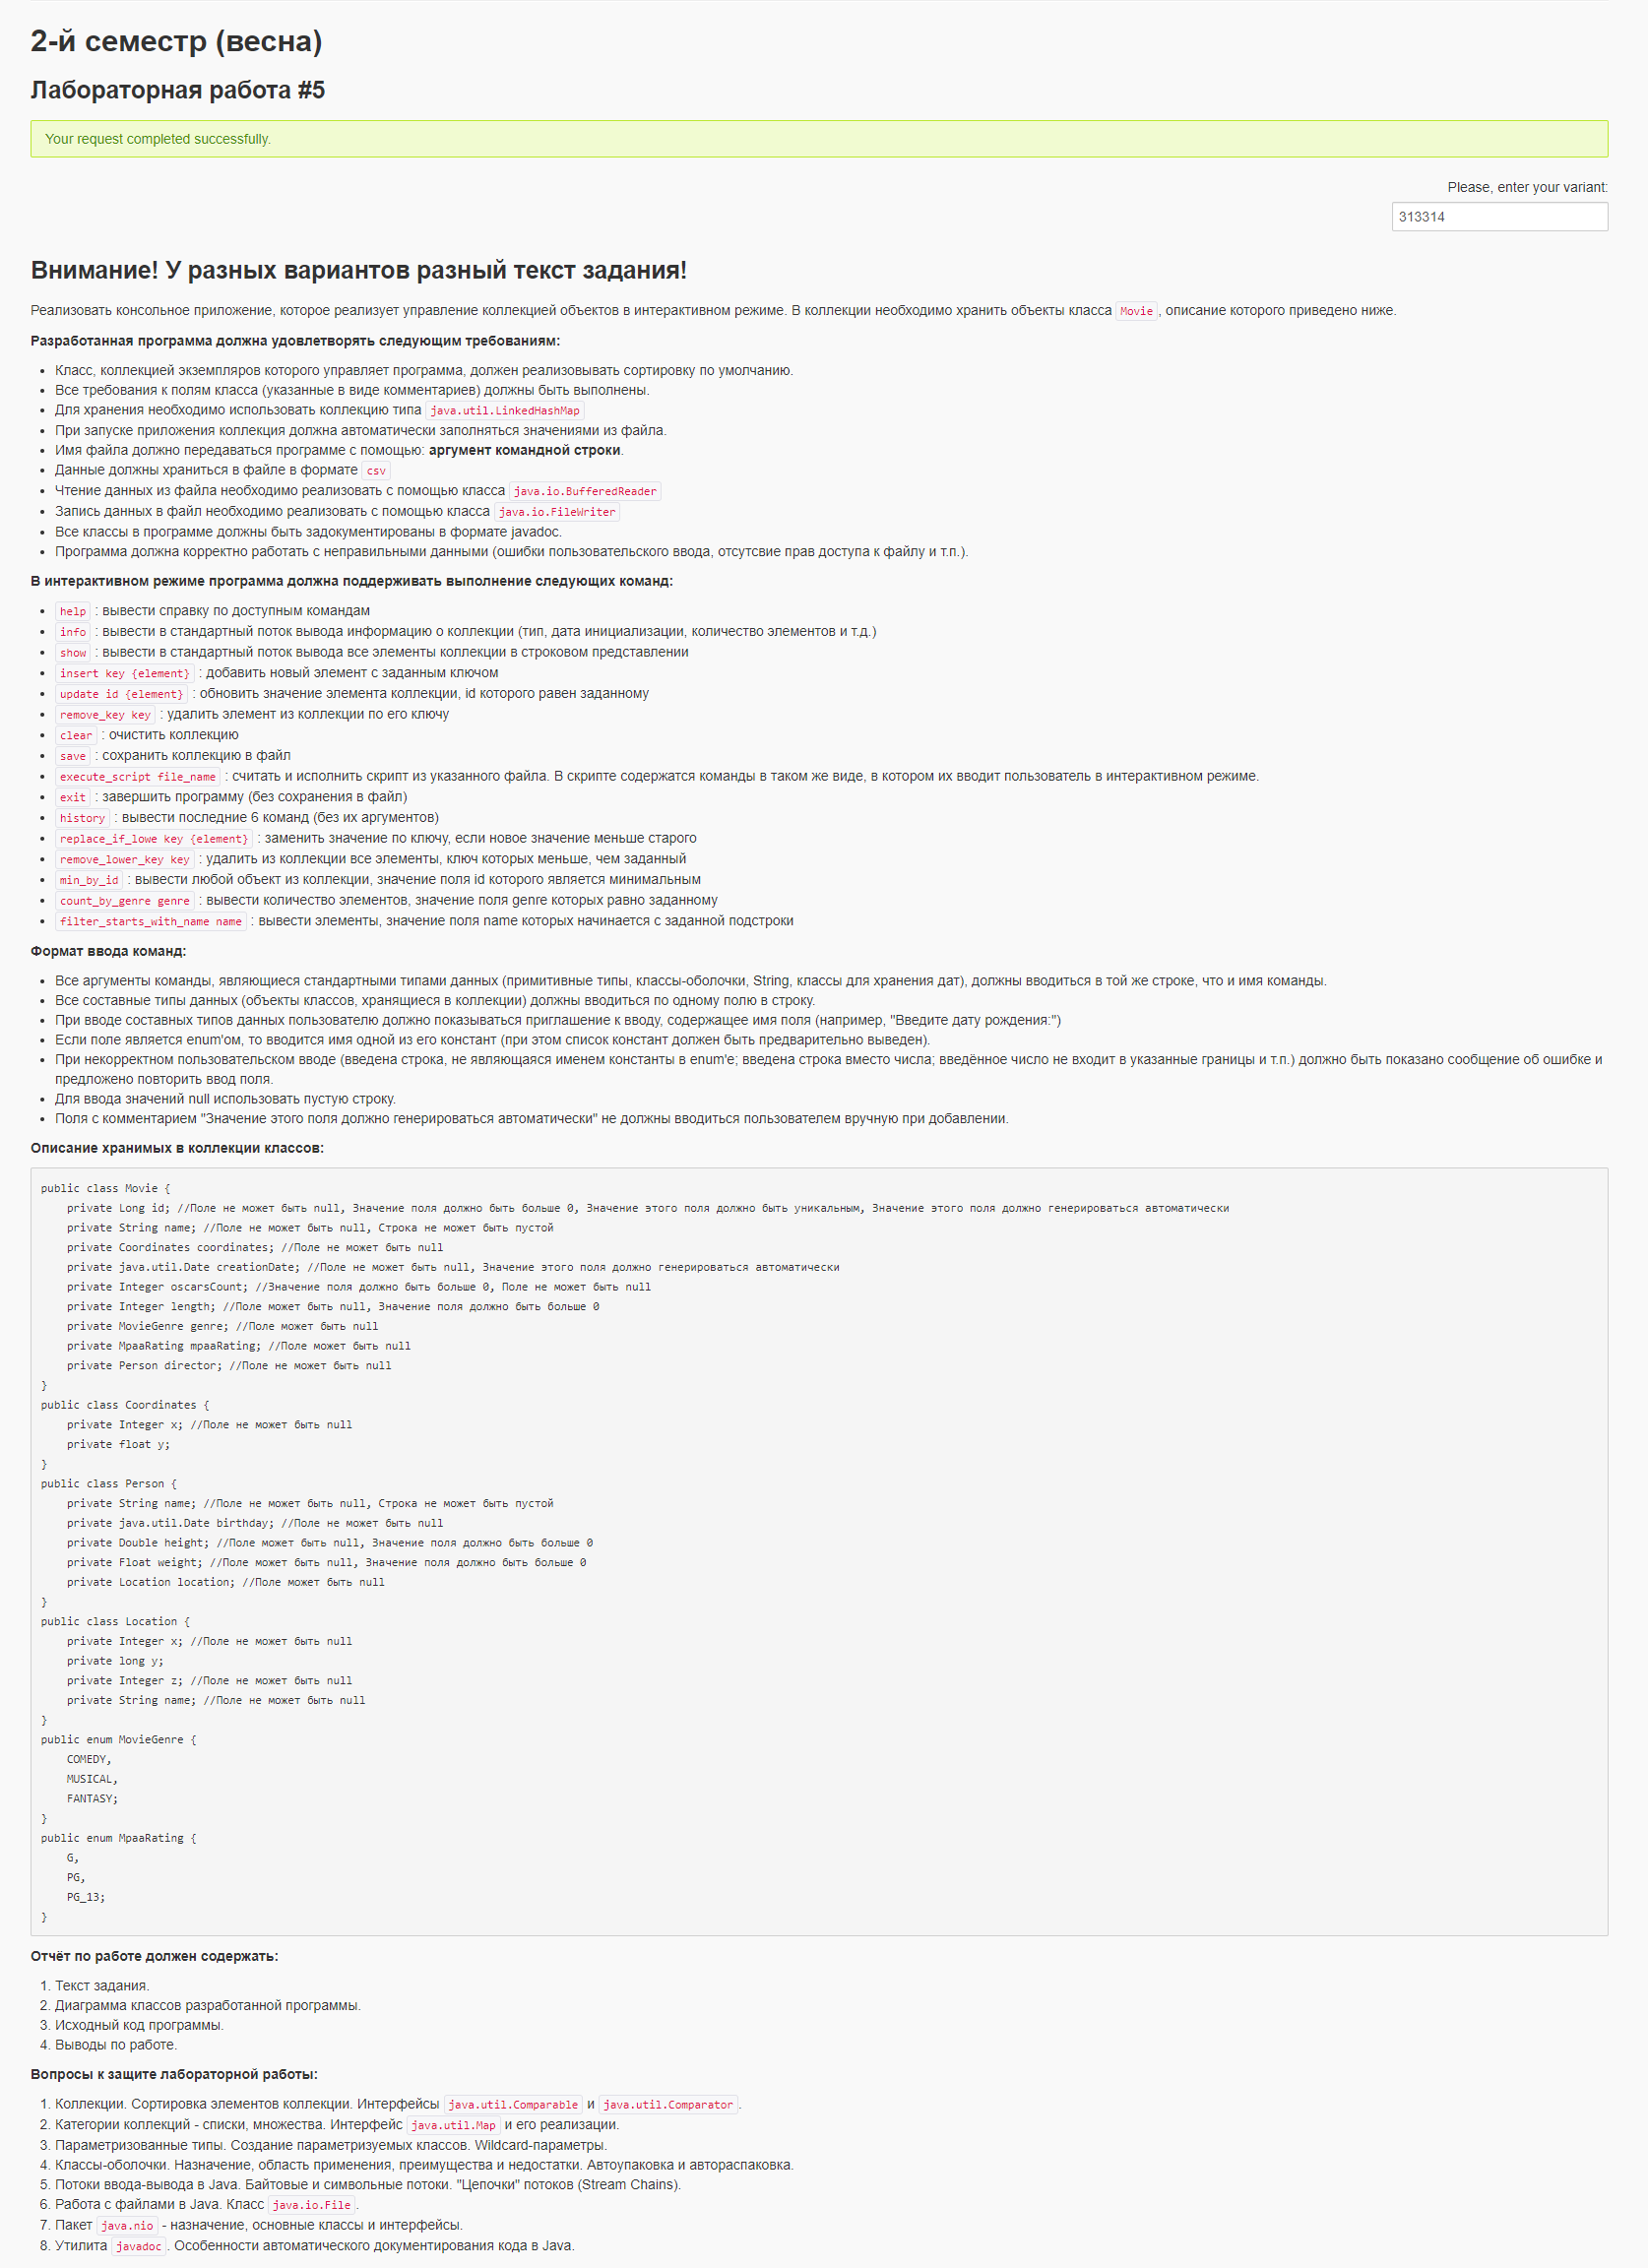 2-й семестр (весна)
Лабораторная работа #5
Your request completed successfully.
Please, enter your variant:
313314
Внимание! У разных вариантов разный текст задания!
Реализовать консольное приложение, которое реализует управление коллекцией объектов в интерактивном режиме. В коллекции необходимо хранить объекты класса Movie, описание которого приведено ниже.
Разработанная программа должна удовлетворять следующим требованиям:
• Класс, коллекцией экземпляров которого управляет программа, должен реализовывать сортировку по умолчанию.
• Все требования к полям класса (указанные в виде комментариев) должны быть выполнены.
• Для хранения необходимо использовать коллекцию типа java.util.LinkedHashMap
• При запуске приложения коллекция должна автоматически заполняться значениями из файла.
• Имя файла должно передаваться программе с помощью: аргумент командной строки.
• Данные должны храниться в файле в формате csv
• Чтение данных из файла необходимо реализовать с помощью класса java.io.BufferedReader
• Запись данных в файл необходимо реализовать с помощью класса java.io.FileWriter
• Все классы в программе должны быть задокументированы в формате javadoc.
• Программа должна корректно работать с неправильными данными (ошибки пользовательского ввода, отсутсвие прав доступа к файлу и т.п.).
В интерактивном режиме программа должна поддерживать выполнение следующих команд:
• help : вывести справку по доступным командам
• info : вывести в стандартный поток вывода информацию о коллекции (тип, дата инициализации, количество элементов и т.д.)
• show : вывести в стандартный поток вывода все элементы коллекции в строковом представлении
• insert key {element} : добавить новый элемент с заданным ключом
• update id {element} : обновить значение элемента коллекции, id которого равен заданному
• remove_key key : удалить элемент из коллекции по его ключу
• clear : очистить коллекцию
• save : сохранить коллекцию в файл
• execute_script file_name : считать и исполнить скрипт из указанного файла. В скрипте содержатся команды в таком же виде, в котором их вводит пользователь в интерактивном режиме.
• exit : завершить программу (без сохранения в файл)
• history : вывести последние 6 команд (без их аргументов)
• replace_if_lowe key {element} : заменить значение по ключу, если новое значение меньше старого
• remove_lower_key key : удалить из коллекции все элементы, ключ которых меньше, чем заданный
• min_by_id : вывести любой объект из коллекции, значение поля id которого является минимальным
• count_by_genre genre : вывести количество элементов, значение поля genre которых равно заданному
• filter_starts_with_name name : вывести элементы, значение поля name которых начинается с заданной подстроки
Формат ввода команд:
• Все аргументы команды, являющиеся стандартными типами данных (примитивные типы, классы-оболочки, String, классы для хранения дат), должны вводиться в той же строке, что и имя команды.
• Все составные типы данных (объекты классов, хранящиеся в коллекции) должны вводиться по одному полю в строку.
• При вводе составных типов данных пользователю должно показываться приглашение к вводу, содержащее имя поля (например, "Введите дату рождения:")
• Если поле является enum'ом, то вводится имя одной из его констант (при этом список констант должен быть предварительно выведен).
• При некорректном пользовательском вводе (введена строка, не являющаяся именем константы в enum'е; введена строка вместо числа; введённое число не входит в указанные границы и т.п.) должно быть показано сообщение об ошибке и
предложено повторить ввод поля.
• Для ввода значений null использовать пустую строку.
• Поля с комментарием "Значение этого поля должно генерироваться автоматически" не должны вводиться пользователем вручную при добавлении.
Описание хранимых в коллекции классов:
public class Movie {
    private Long id; //Поле не может быть null, Значение поля должно быть больше 0, Значение этого поля должно быть уникальным, Значение этого поля должно генерироваться автоматически
    private String name; //Поле не может быть null, Строка не может быть пустой
    private Coordinates coordinates; //Поле не может быть null
    private java.util.Date creationDate; //Поле не может быть null, Значение этого поля должно генерироваться автоматически
    private Integer oscarsCount; //Значение поля должно быть больше 0, Поле не может быть null
    private Integer length; //Поле может быть null, Значение поля должно быть больше 0
    private MovieGenre genre; //Поле может быть null
    private MpaaRating mpaaRating; //Поле может быть null
    private Person director; //Поле не может быть null
}
public class Coordinates {
    private Integer x; //Поле не может быть null
    private float y;
}
public class Person {
    private String name; //Поле не может быть null, Строка не может быть пустой
    private java.util.Date birthday; //Поле не может быть null
    private Double height; //Поле может быть null, Значение поля должно быть больше 0
    private Float weight; //Поле может быть null, Значение поля должно быть больше 0
    private Location location; //Поле может быть null
}
public class Location {
    private Integer x; //Поле не может быть null
    private long y;
    private Integer z; //Поле не может быть null
    private String name; //Поле не может быть null
}
public enum MovieGenre {
    COMEDY,
    MUSICAL,
    FANTASY;
}
public enum MpaaRating {
    G,
    PG,
    PG_13;
}
Отчёт по работе должен содержать:
1. Текст задания.
2. Диаграмма классов разработанной программы.
3. Исходный код программы.
4. Выводы по работе.
Вопросы к защите лабораторной работы:
1. Коллекции. Сортировка элементов коллекции. Интерфейсы java.util.Comparable и java.util.Comparator.
2. Категории коллекций - списки, множества. Интерфейс java.util.Map и его реализации.
3. Параметризованные типы. Создание параметризуемых классов. Wildcard-параметры.
4. Классы-оболочки. Назначение, область применения, преимущества и недостатки. Автоупаковка и автораспаковка.
5. Потоки ввода-вывода в Java. Байтовые и символьные потоки. "Цепочки" потоков (Stream Chains).
6. Работа с файлами в Java. Класс java.io.File.
7. Пакет java.nio - назначение, основные классы и интерфейсы.
8. Утилита javadoc. Особенности автоматического документирования кода в Java.